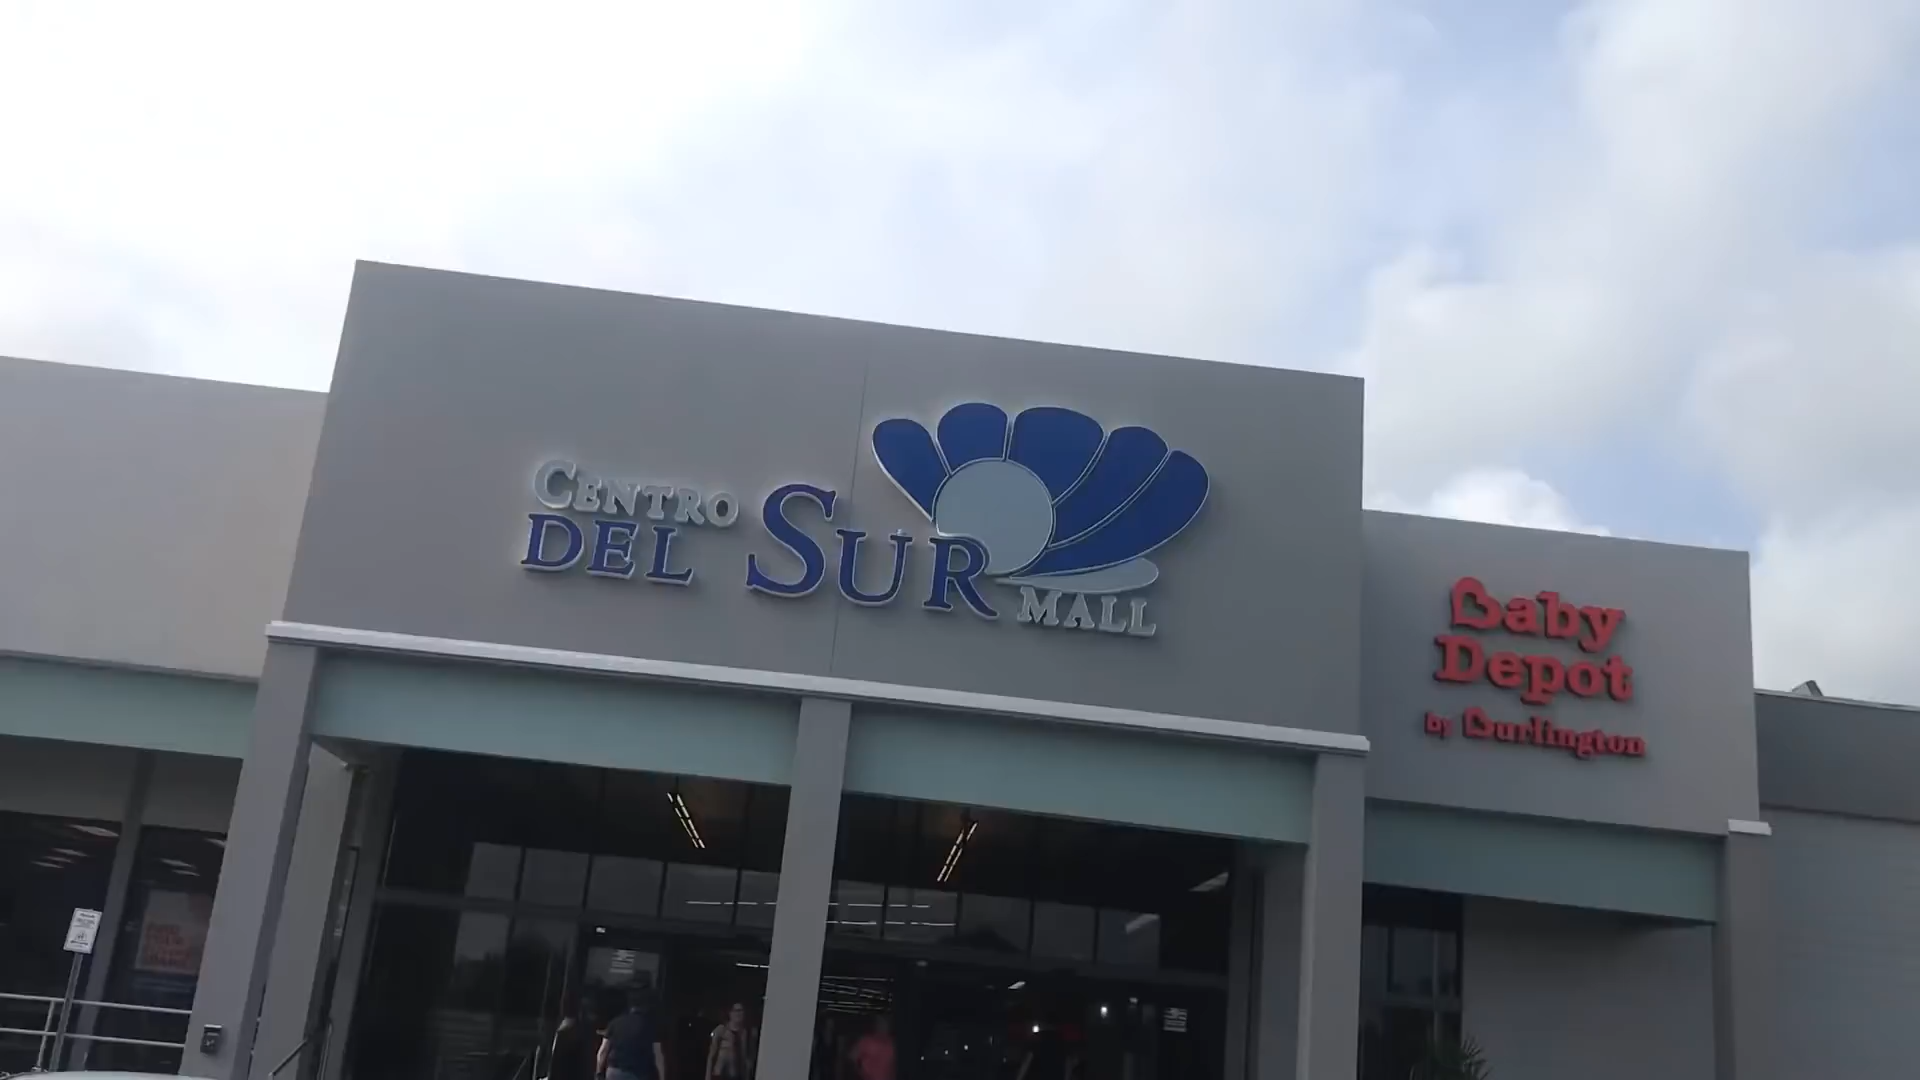 CENTRO
DEL SUR
MALL
Baby
Depot
by Burlington